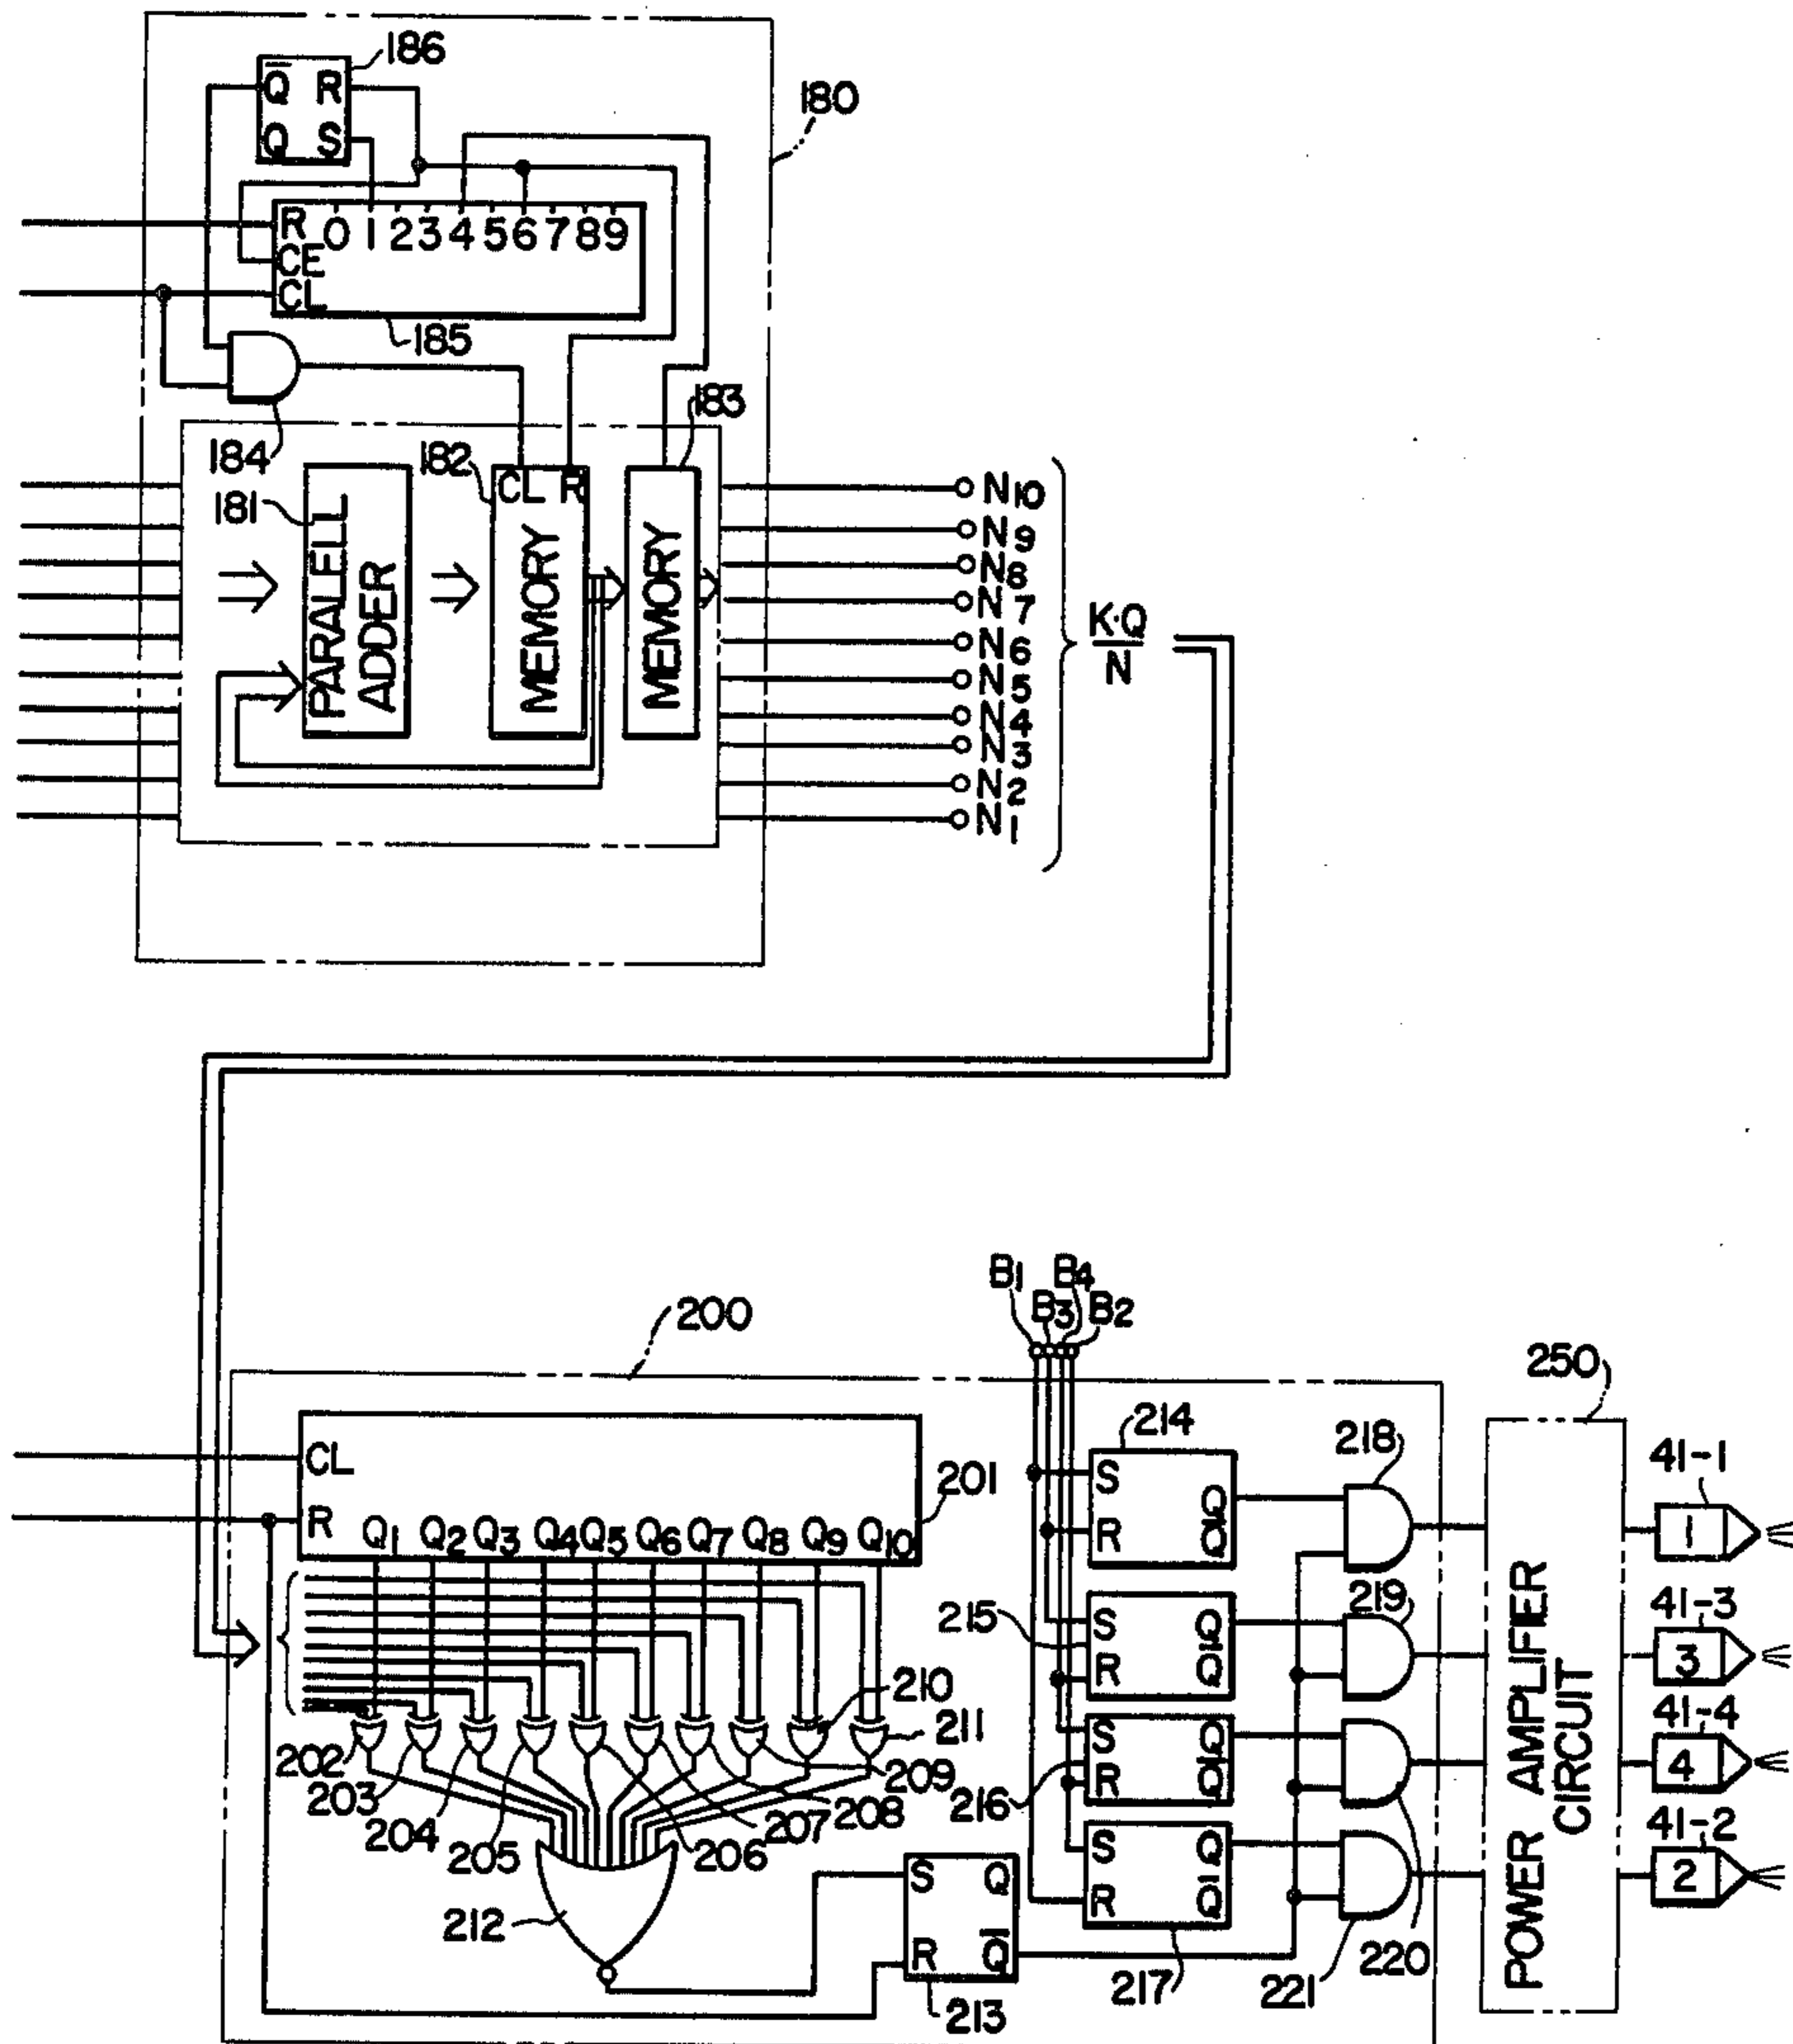 186
Q̅ R
Q S
180
R 0 1 2 3 4 5 6 7 8 9
CE
CL
185
184
182
183
181
CL R
PARALELL
ADDER
MEMORY
MEMORY
N10
N9
N8
N7
N6
N5
N4
N3
N2
N1
K·Q
N
B1
B3
B4
B2
200
250
CL
R
Q1 Q2 Q3 Q4 Q5 Q6 Q7 Q8 Q9 Q10
201
214
S Q
R Q̅
218
41-1
1
215
S Q
R Q̅
219
41-3
3
216
S Q
R Q̅
220
41-4
4
S Q
R Q̅
217
221
41-2
2
POWER AMPLIFIER
CIRCUIT
202
203
204
205
206
207
208
209
210
211
212
S Q
R Q̅
213